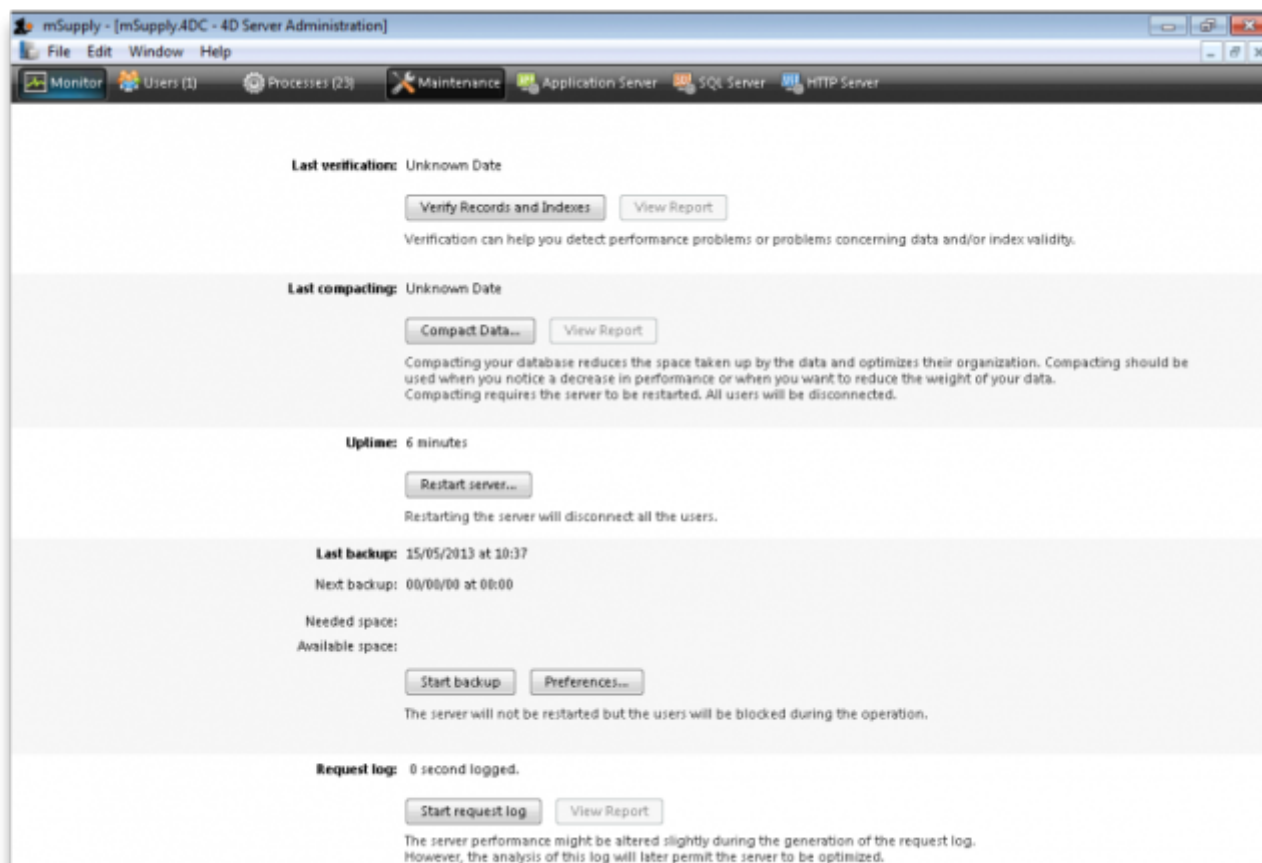 mSupply - [mSupply.4DC - 4D Server Administration]
File Edit Window Help
Monitor Users (1) Processes (23) Maintenance Application Server SQL Server HTTP Server
Last verification: Unknown Date
Verify Records and Indexes View Report
Verification can help you detect performance problems or problems concerning data and/or index validity.
Last compacting: Unknown Date
Compact Data... View Report
Compacting your database reduces the space taken up by the data and optimizes their organization. Compacting should be
used when you notice a decrease in performance or when you want to reduce the weight of your data.
Compacting requires the server to be restarted. All users will be disconnected.
Uptime: 6 minutes
Restart server...
Restarting the server will disconnect all the users.
Last backup: 15/05/2013 at 10:37
Next backup: 00/00/00 at 00:00
Needed space:
Available space:
Start backup Preferences...
The server will not be restarted but the users will be blocked during the operation.
Request log: 0 second logged.
Start request log View Report
The server performance might be altered slightly during the generation of the request log.
However, the analysis of this log will later permit the server to be optimized.